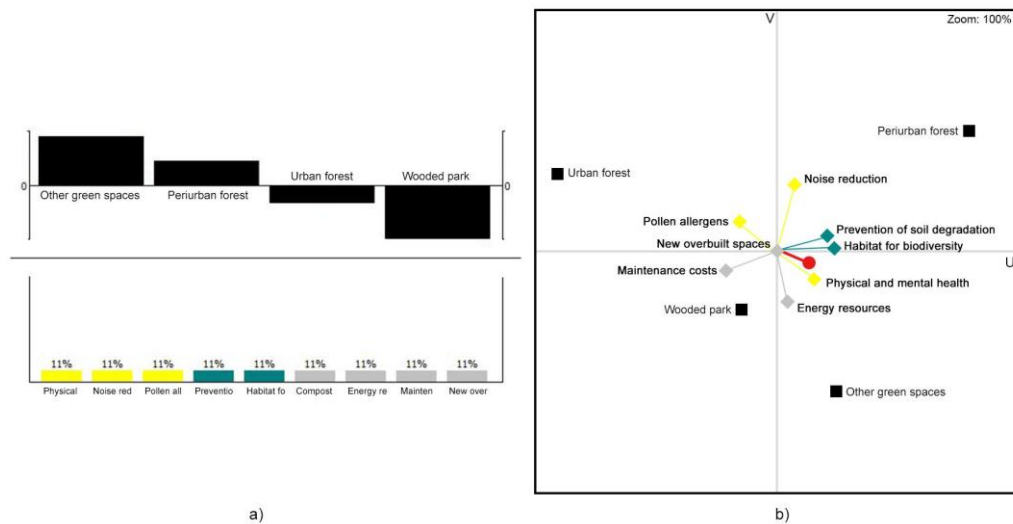 0
0
Other green spaces
Periurban forest
Urban forest
Wooded park
11%
11%
11%
11%
11%
11%
11%
11%
11%
Physical
Noise red
Pollen all
Preventio
Habitat fo
Compost
Energy re
Mainten
New over
a)
V
Zoom: 100%
Periurban forest
Urban forest
Noise reduction
Pollen allergens
Prevention of soil degradation
New overbuilt spaces
Habitat for biodiversity
U
Maintenance costs
Physical and mental health
Wooded park
Energy resources
Other green spaces
b)